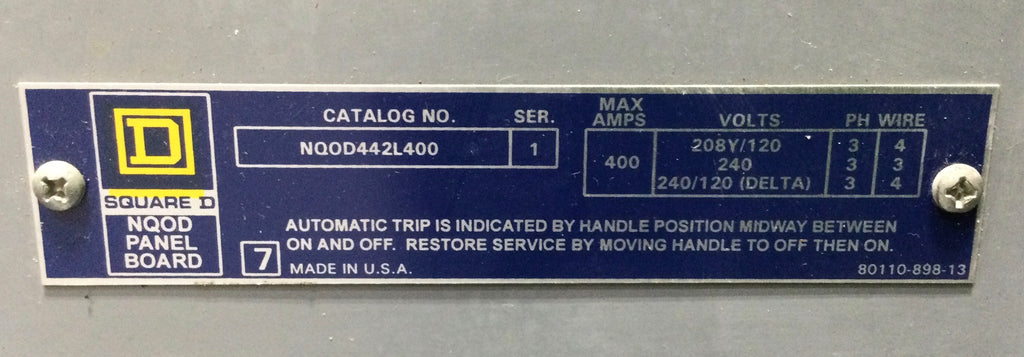 D
SQUARE D
NQOD
PANEL
BOARD
CATALOG NO. SER.
NQOD442L400 1
MAX
AMPS VOLTS PH WIRE
400
208Y/120 3 4
240 3 3
240/120 (DELTA) 3 4
AUTOMATIC TRIP IS INDICATED BY HANDLE POSITION MIDWAY BETWEEN
ON AND OFF. RESTORE SERVICE BY MOVING HANDLE TO OFF THEN ON.
7 MADE IN U.S.A. 80110-898-13